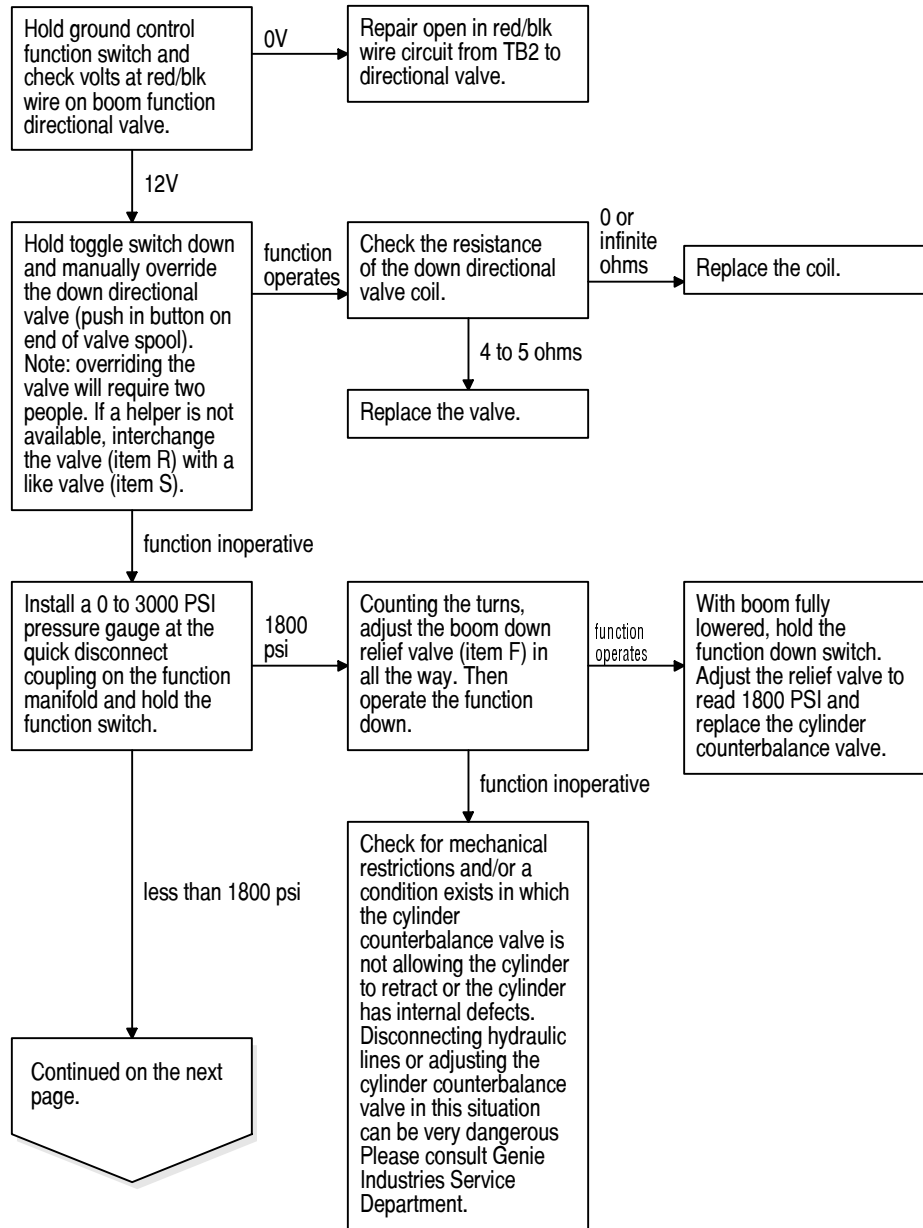 Hold ground control
function switch and
check volts at red/blk
wire on boom function
directional valve.
0V
Repair open in red/blk
wire circuit from TB2 to
directional valve.
12V
Hold toggle switch down
and manually override
the down directional
valve (push in button on
end of valve spool).
Note: overriding the
valve will require two
people. If a helper is not
available, interchange
the valve (item R) with a
like valve (item S).
function
operates
Check the resistance
of the down directional
valve coil.
0 or
infinite
ohms
Replace the coil.
4 to 5 ohms
Replace the valve.
function inoperative
Install a 0 to 3000 PSI
pressure gauge at the
quick disconnect
coupling on the function
manifold and hold the
function switch.
1800
psi
Counting the turns,
adjust the boom down
relief valve (item F) in
all the way. Then
operate the function
down.
function
operates
With boom fully
lowered, hold the
function down switch.
Adjust the relief valve to
read 1800 PSI and
replace the cylinder
counterbalance valve.
function inoperative
Check for mechanical
restrictions and/or a
condition exists in which
the cylinder
counterbalance valve is
not allowing the cylinder
to retract or the cylinder
has internal defects.
Disconnecting hydraulic
lines or adjusting the
cylinder counterbalance
valve in this situation
can be very dangerous
Please consult Genie
Industries Service
Department.
less than 1800 psi
Continued on the next
page.